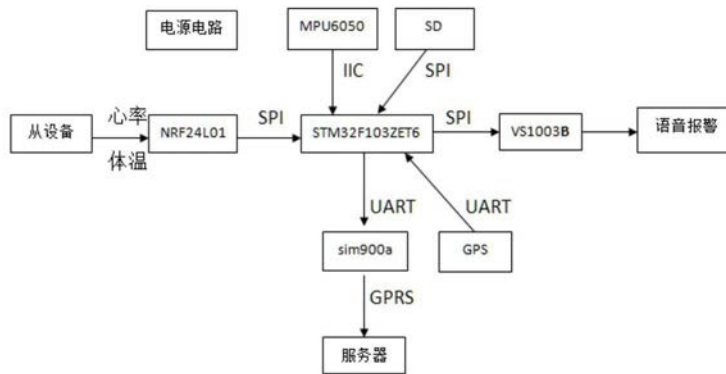 电源电路
MPU6050
SD
IIC
SPI
从设备
心率
体温
NRF24L01
SPI
STM32F103ZET6
SPI
VS1003B
语音报警
UART
UART
sim900a
GPS
GPRS
服务器